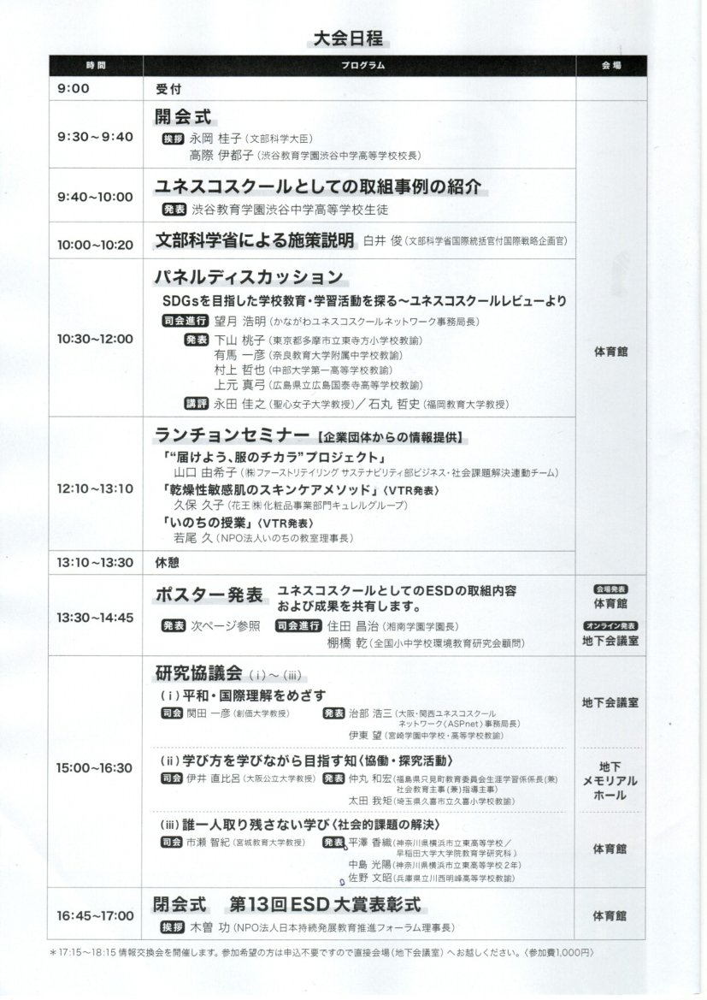 大会日程
時間 プログラム 会場
9:00 受付
9:30～9:40 開会式
挨拶 永岡 桂子（文部科学大臣）
高際 伊都子（渋谷教育学園渋谷中学高等学校校長）
9:40～10:00 ユネスコスクールとしての取組事例の紹介
発表 渋谷教育学園渋谷中学高等学校生徒
10:00～10:20 文部科学省による施策説明 白井 俊（文部科学省国際統括官付国際戦略企画官）
10:30～12:00 パネルディスカッション
SDGsを目指した学校教育・学習活動を探る～ユネスコスクールレビューより
司会進行 望月 浩明（かながわユネスコスクールネットワーク事務局長）
発表 下山 桃子（東京都多摩市立東寺方小学校教諭）
有馬 一彦（奈良教育大学附属中学校教諭）
村上 哲也（中部大学第一高等学校教諭）
上元 真弓（広島県立広島国泰寺高等学校教諭）
講評 永田 佳之（聖心女子大学教授）／石丸 哲史（福岡教育大学教授）
体育館
12:10～13:10 ランチョンセミナー【企業団体からの情報提供】
「“届けよう、服のチカラ”プロジェクト」
山口 由希子（㈱ファーストリテイリング サステナビリティ部ビジネス・社会課題解決連動チーム）
「乾燥性敏感肌のスキンケアメソッド」〈VTR発表〉
久保 久子（花王㈱化粧品事業部門キュレルグループ）
「いのちの授業」〈VTR発表〉
若尾 久（NPO法人いのちの教室理事長）
13:10～13:30 休憩
13:30～14:45 ポスター発表 ユネスコスクールとしてのESDの取組内容
および成果を共有します。
発表 次ページ参照 司会進行 住田 昌治（湘南学園学園長）
棚橋 乾（全国小中学校環境教育研究会顧問）
会場発表
体育館
オンライン発表
地下会議室
15:00～16:30 研究協議会（ⅰ）～（ⅲ）
（ⅰ）平和・国際理解をめざす
司会 関田 一彦（創価大学教授） 発表 治部 浩三（大阪・関西ユネスコスクール
ネットワーク〈ASPnet〉事務局長）
伊東 望（宮崎学園中学校・高等学校教諭）
地下会議室
（ⅱ）学び方を学びながら目指す知〈協働・探究活動〉
司会 伊井 直比呂（大阪公立大学教授） 発表 仲丸 和宏（福島県只見町教育委員会生涯学習係係長（兼）
社会教育主事（兼）指導主事）
太田 我矩（埼玉県久喜市立久喜小学校教諭）
地下
メモリアル
ホール
（ⅲ）誰一人取り残さない学び〈社会的課題の解決〉
司会 市瀬 智紀（宮城教育大学教授） 発表 平澤 香織（神奈川県横浜市立東高等学校／
早稲田大学大学院教育学研究科）
中島 光陽（神奈川県横浜市立東高等学校2年）
佐野 文昭（兵庫県立川西明峰高等学校教諭）
体育館
16:45～17:00 閉会式 第13回ESD大賞表彰式
挨拶 木曽 功（NPO法人日本持続発展教育推進フォーラム理事長）
体育館
＊17:15～18:15 情報交換会を開催します。参加希望の方は申込不要ですので直接会場（地下会議室）へお越しください。〈参加費1,000円〉